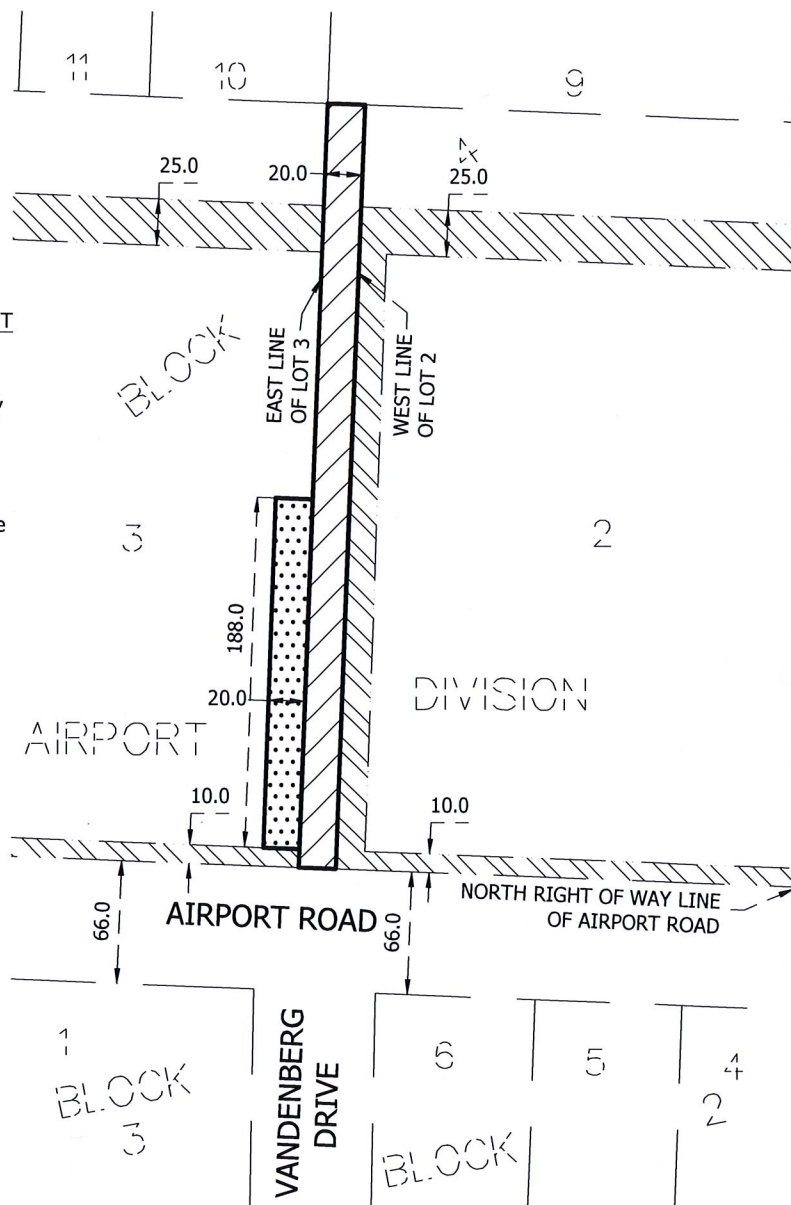 11
10
9
4
25.0
20.0
25.0
T
BLOCK
EAST LINE
OF LOT 3
WEST LINE
OF LOT 2
y
e
3
2
188.0
20.0
DIVISION
AIRPORT
10.0
10.0
NORTH RIGHT OF WAY LINE
OF AIRPORT ROAD
66.0
AIRPORT ROAD
66.0
1
BLOCK
3
VANDENBERG
DRIVE
6
5
4
2
BLOCK